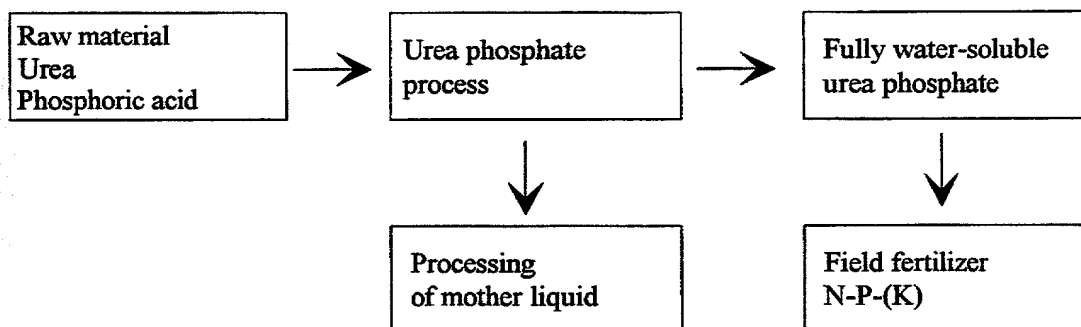 Raw material
Urea
Phosphoric acid
Urea phosphate
process
Fully water-soluble
urea phosphate
Processing
of mother liquid
Field fertilizer
N-P-(K)